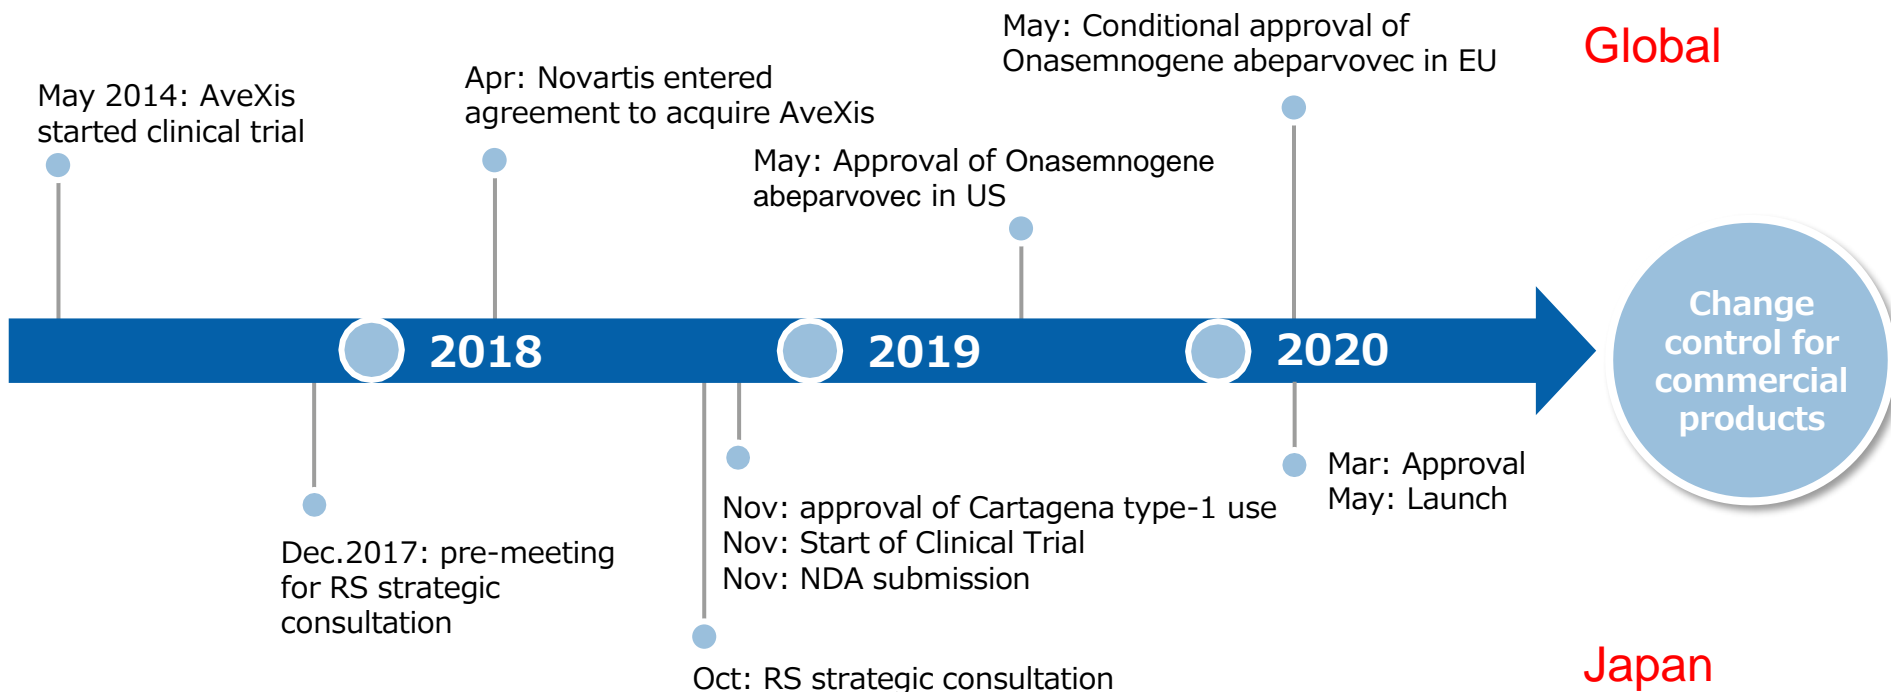 May: Conditional approval of
Onasemnogene abeparvovec in EU
Global
Apr: Novartis entered
agreement to acquire AveXis
May 2014: AveXis
started clinical trial
May: Approval of Onasemnogene
abeparvovec in US
2018
2019
2020
Change
control for
commercial
products
Mar: Approval
May: Launch
Nov: approval of Cartagena type-1 use
Nov: Start of Clinical Trial
Nov: NDA submission
Dec.2017: pre-meeting
for RS strategic
consultation
Oct: RS strategic consultation
Japan